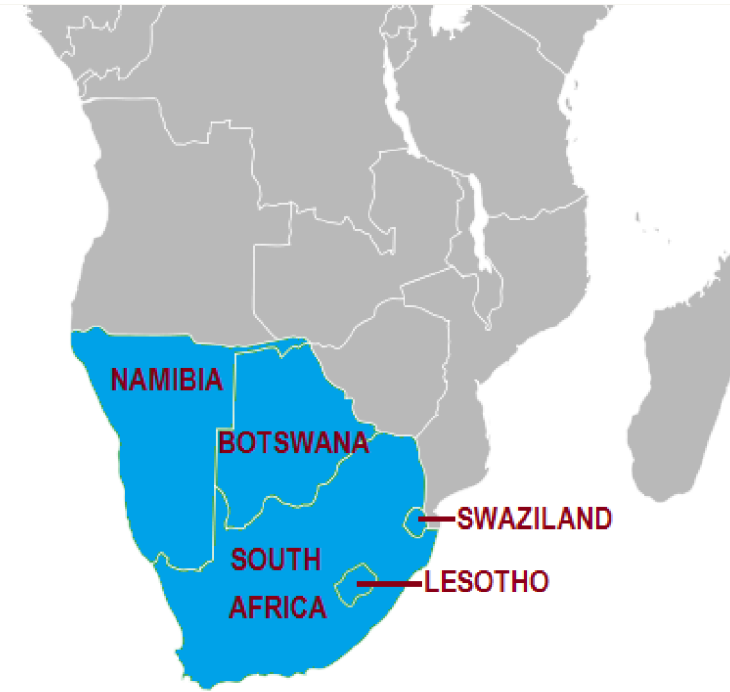 NAMIBIA
BOTSWANA
SWAZILAND
SOUTH
LESOTHO
AFRICA